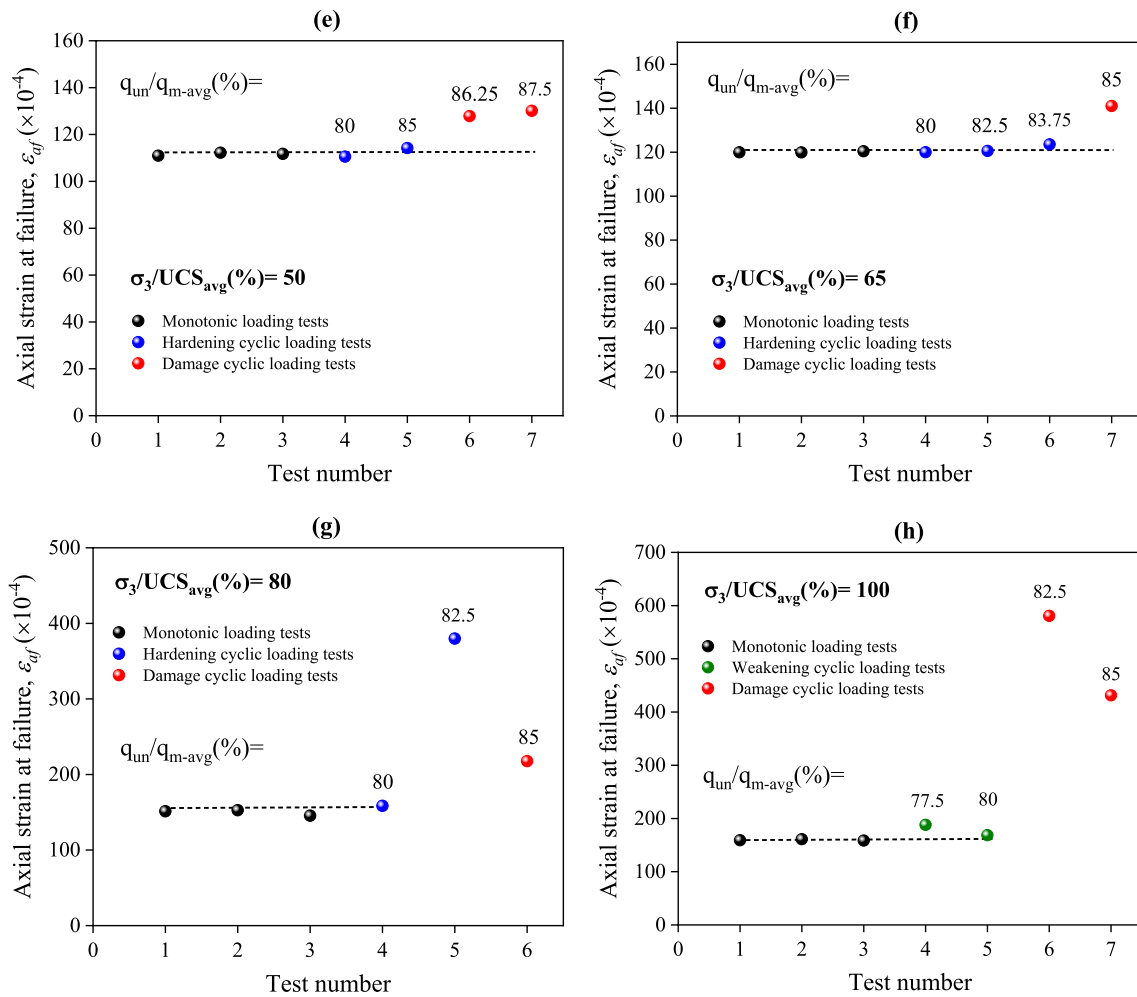 (e)
160
140
120
100
80
60
40
20
0
Axial strain at failure, εaf (×10⁻⁴)
qun/qm-avg(%)=
80
85
86.25
87.5
σ3/UCSavg(%)= 50
Monotonic loading tests
Hardening cyclic loading tests
Damage cyclic loading tests
0 1 2 3 4 5 6 7
Test number
(f)
160
140
120
100
80
60
40
20
0
Axial strain at failure, εaf (×10⁻⁴)
qun/qm-avg(%)=
80
82.5
83.75
85
σ3/UCSavg(%)= 65
Monotonic loading tests
Hardening cyclic loading tests
Damage cyclic loading tests
0 1 2 3 4 5 6 7
Test number
(g)
500
400
300
200
100
0
Axial strain at failure, εaf (×10⁻⁴)
σ3/UCSavg(%)= 80
Monotonic loading tests
Hardening cyclic loading tests
Damage cyclic loading tests
qun/qm-avg(%)=
80
82.5
85
0 1 2 3 4 5 6
Test number
(h)
700
600
500
400
300
200
100
0
Axial strain at failure, εaf (×10⁻⁴)
σ3/UCSavg(%)= 100
Monotonic loading tests
Weakening cyclic loading tests
Damage cyclic loading tests
qun/qm-avg(%)=
77.5
80
82.5
85
0 1 2 3 4 5 6 7
Test number